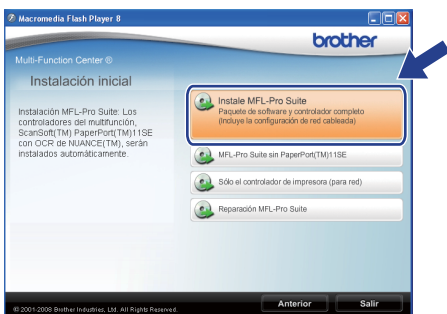 Macromedia Flash Player 8
brother
Multi-Function Center ®
Instalación inicial
Instalación MFL-Pro Suite: Los
controladores del multifunción,
ScanSoft(TM) PaperPort(TM)11SE
con OCR de NUANCE(TM), serán
instalados automáticamente.
Instale MFL-Pro Suite
Paquete de software y controlador completo
(Incluye la configuración de red cableada)
MFL-Pro Suite sin PaperPort(TM)11SE
Sólo el controlador de impresora (para red)
Reparación MFL-Pro Suite
© 2001-2008 Brother Industries, Ltd. All Rights Reserved.
Anterior
Salir